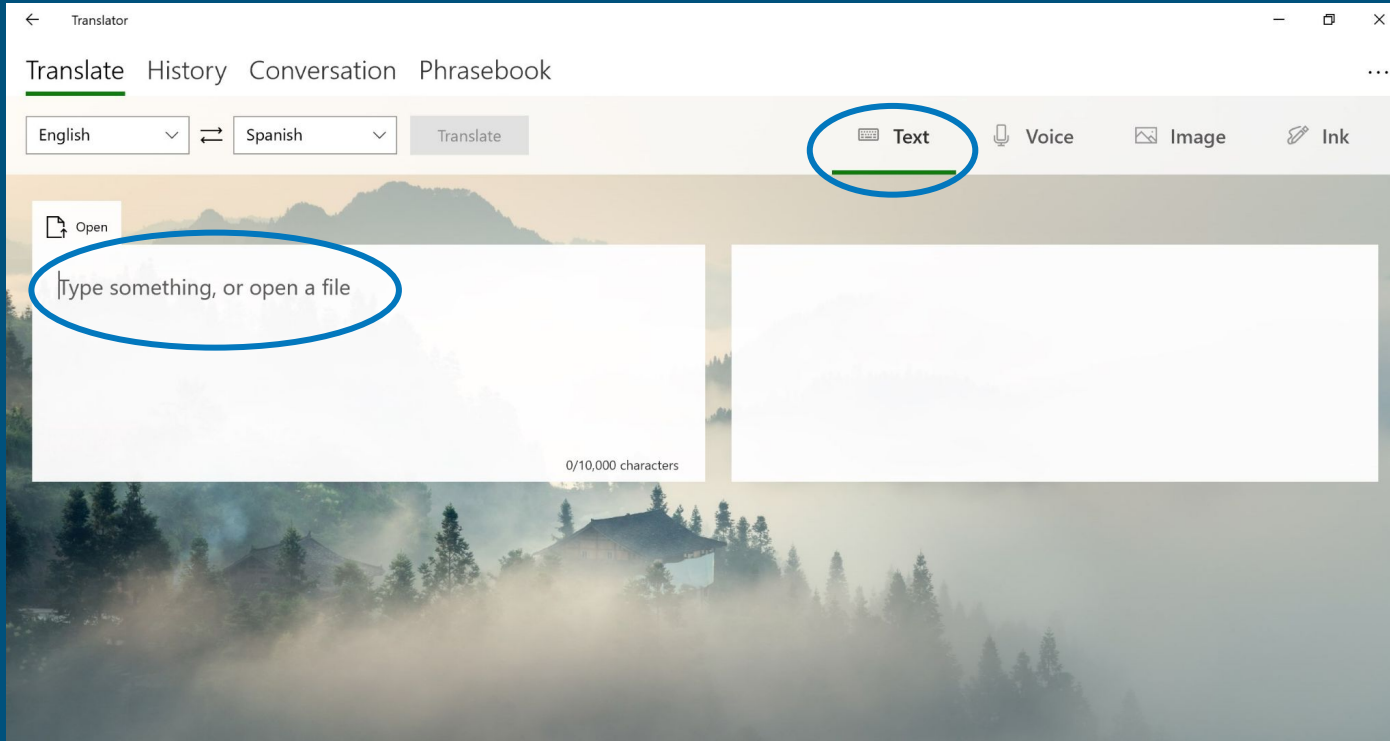 Translator
Translate History Conversation Phrasebook
English Spanish Translate Text Voice Image Ink
Open
Type something, or open a file
0/10,000 characters